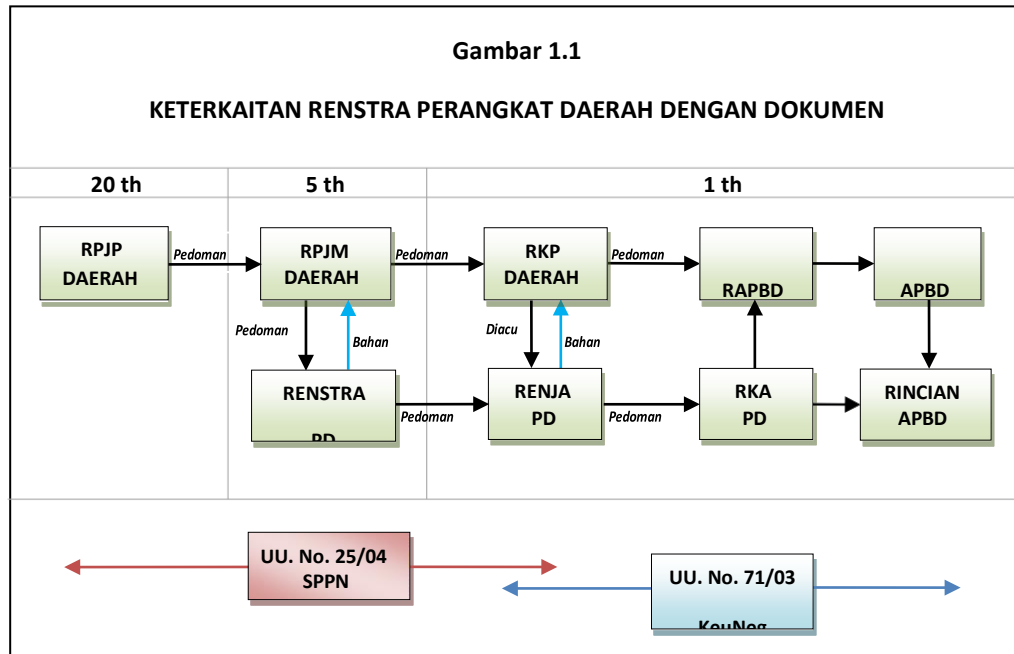 Gambar 1.1
KETERKAITAN RENSTRA PERANGKAT DAERAH DENGAN DOKUMEN
20 th
5 th
1 th
RPJP
DAERAH
Pedoman
RPJM
DAERAH
Pedoman
RKP
DAERAH
Pedoman
RAPBD
APBD
Pedoman
Bahan
Diacu
Bahan
RENSTRA
PD
Pedoman
RENJA
PD
Pedoman
RKA
PD
RINCIAN
APBD
UU. No. 25/04
SPPN
UU. No. 71/03
KeuNeg